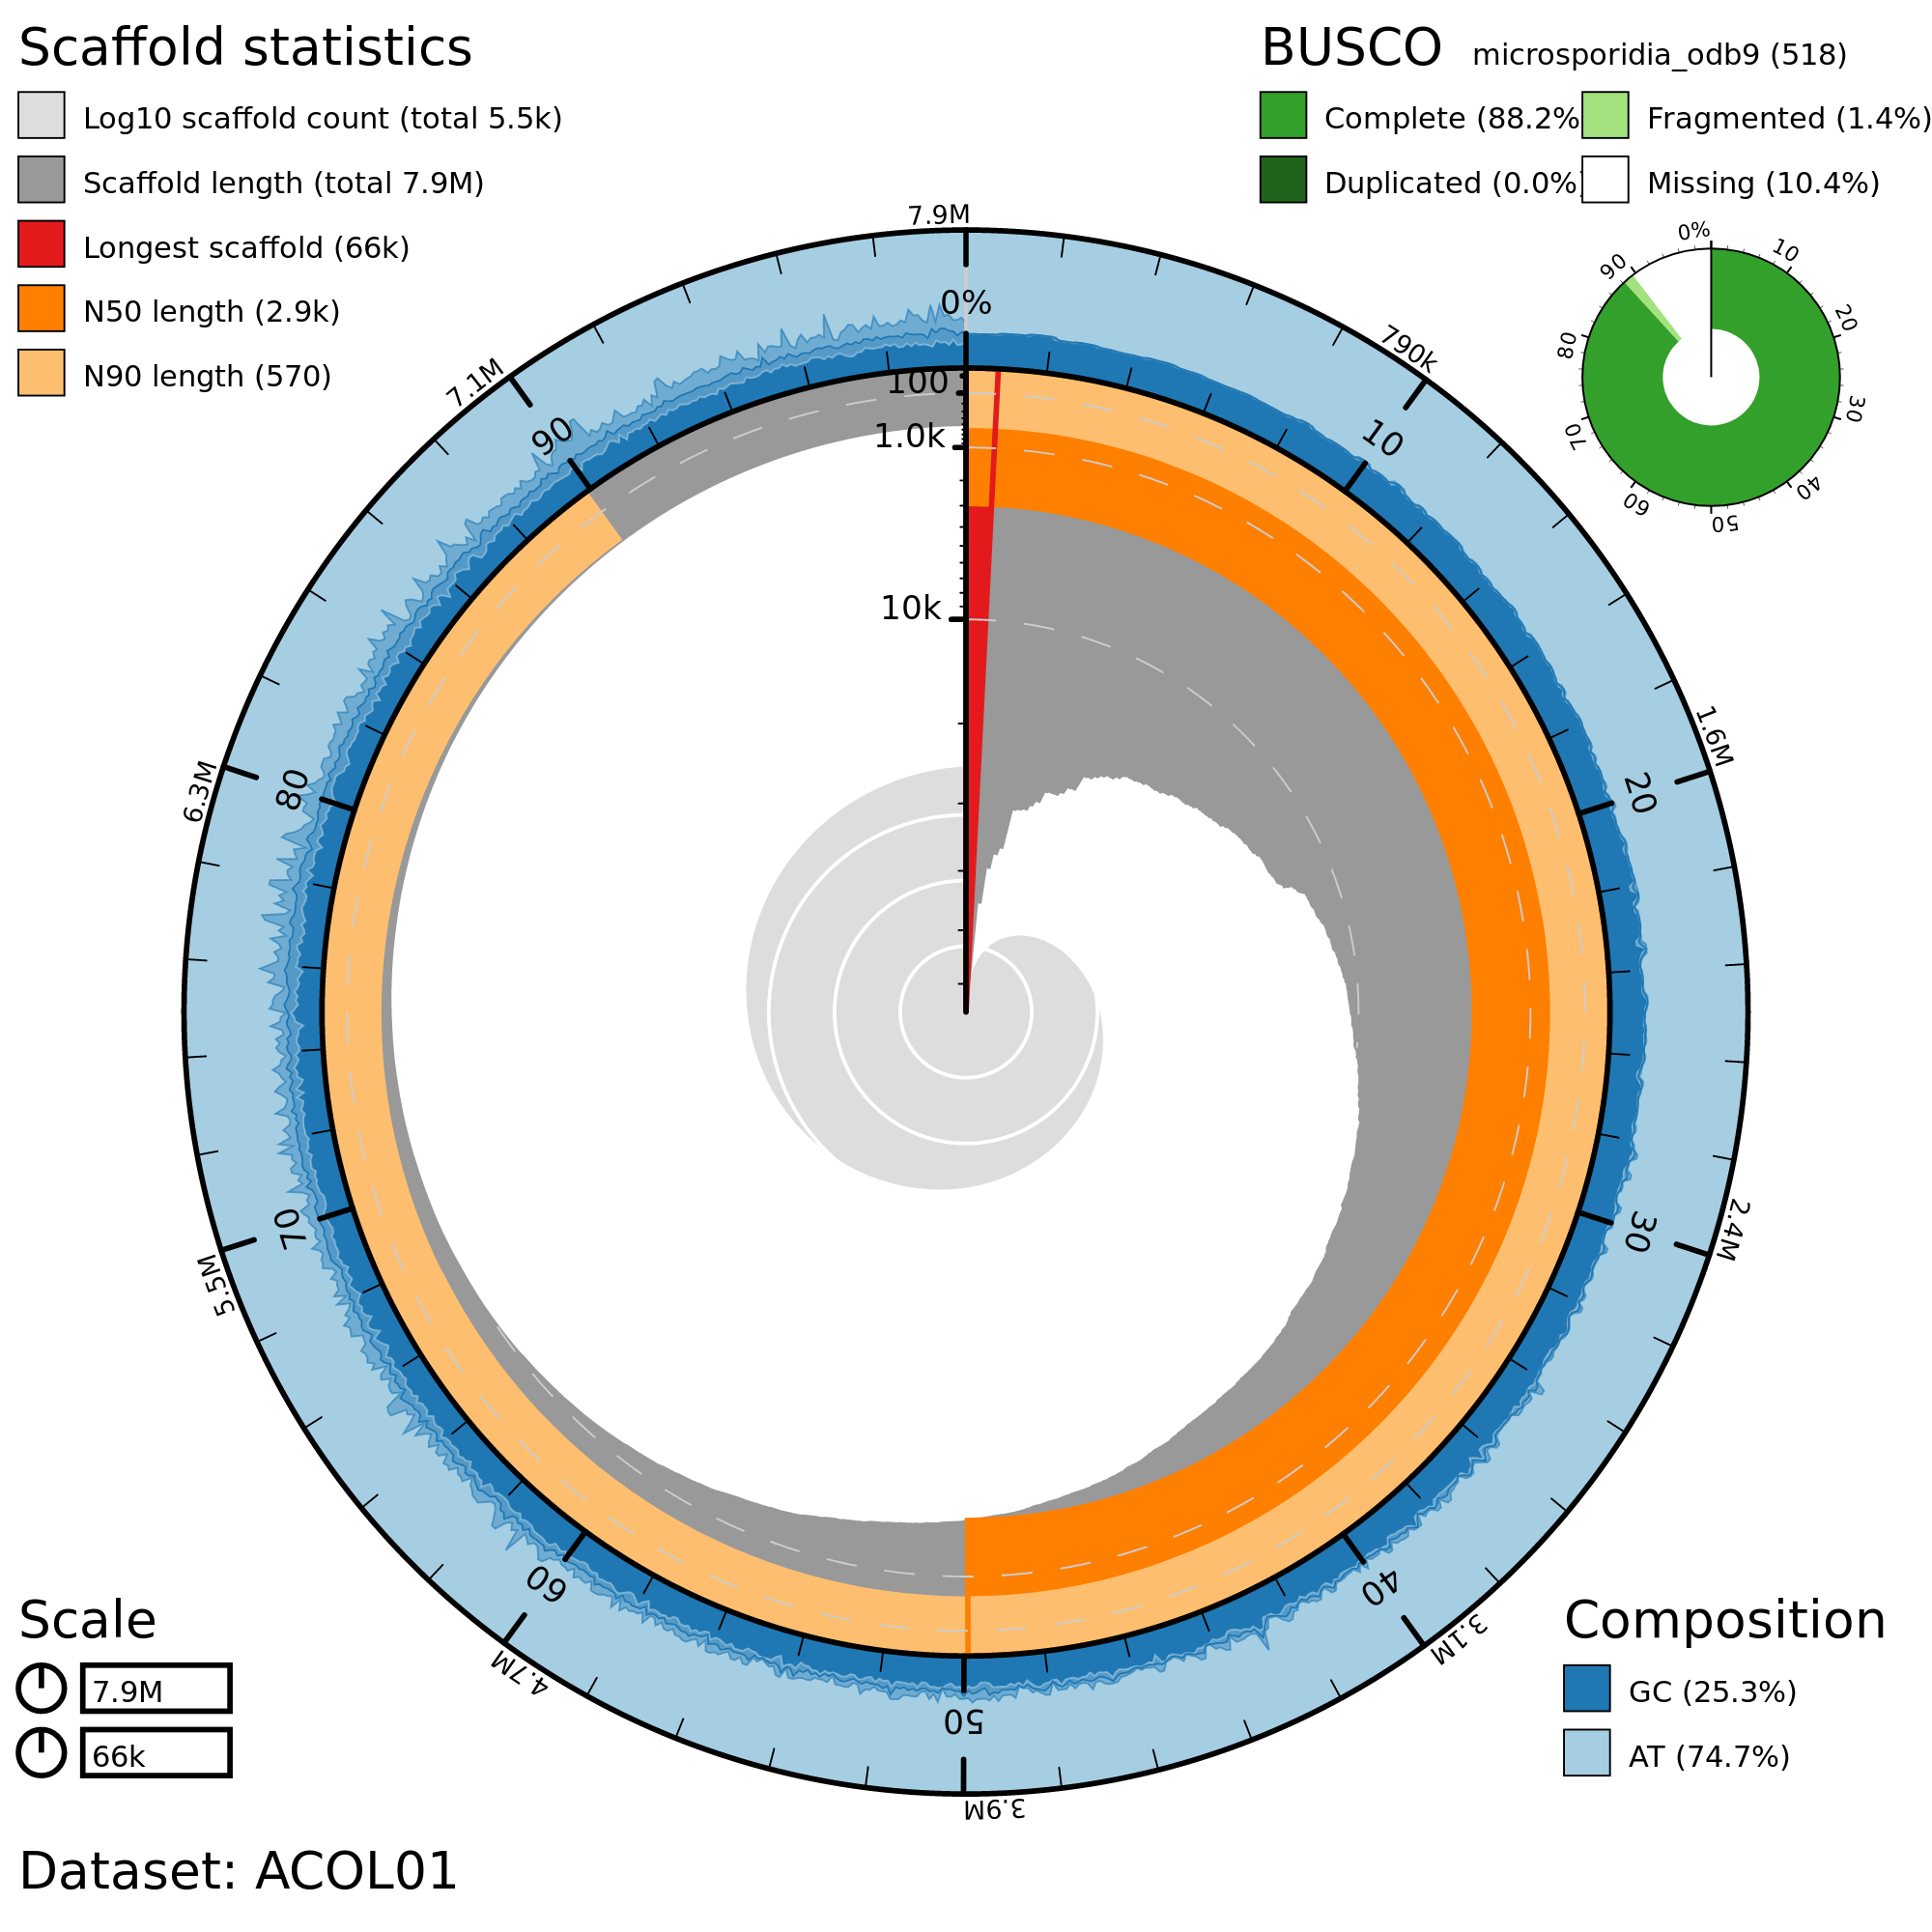 Scaffold statistics
Log10 scaffold count (total 5.5k)
Scaffold length (total 7.9M)
Longest scaffold (66k)
N50 length (2.9k)
N90 length (570)
BUSCO microsporidia_odb9 (518)
Complete (88.2%
Fragmented (1.4%)
Duplicated (0.0%)
Missing (10.4%)
0%
10
20
30
40
50
60
70
80
90
7.9M
790k
1.6M
2.4M
3.1M
3.9M
4.7M
5.5M
6.3M
7.1M
0%
10
20
30
40
50
60
70
80
90
100
1.0k
10k
Scale
7.9M
66k
Composition
GC (25.3%)
AT (74.7%)
Dataset: ACOL01